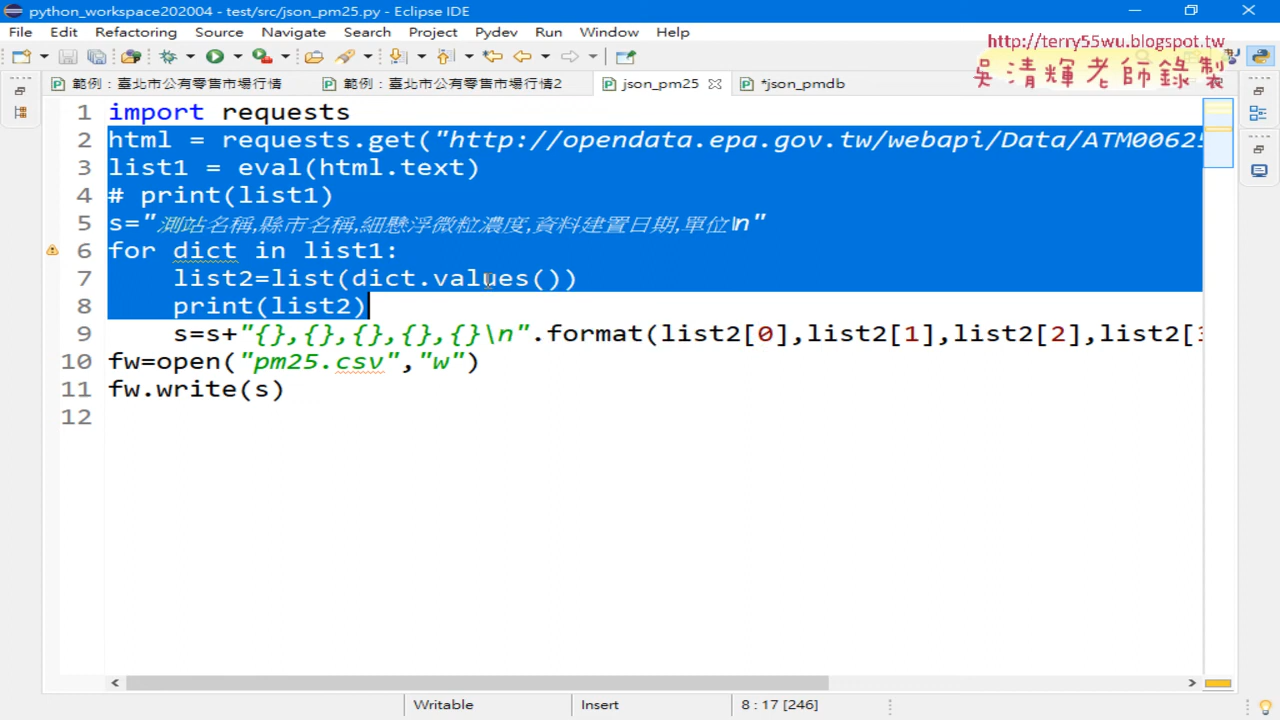 python_workspace202004 - test/src/json_pm25.py - Eclipse IDE
File Edit Refactoring Source Navigate Search Project Pydev Run Window Help
http://terry55wu.blogspot.tw
吳清輝老師錄製
範例：臺北市公有零售市場行情 範例：臺北市公有零售市場行情2 json_pm25 *json_pmdb
1 import requests
2 html = requests.get("http://opendata.epa.gov.tw/webapi/Data/ATM00625
3 list1 = eval(html.text)
4 # print(list1)
5 s="測站名稱,縣市名稱,細懸浮微粒濃度,資料建置日期,單位\n"
6 for dict in list1:
7 list2=list(dict.values())
8 print(list2)
9 s=s+"{},{},{},{},{}\n".format(list2[0],list2[1],list2[2],list2[
10 fw=open("pm25.csv","w")
11 fw.write(s)
12
Writable Insert 8 : 17 [246]